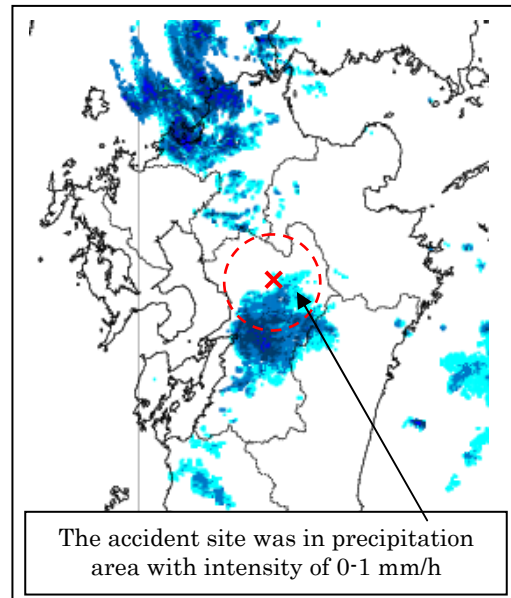 The accident site was in precipitation
area with intensity of 0-1 mm/h